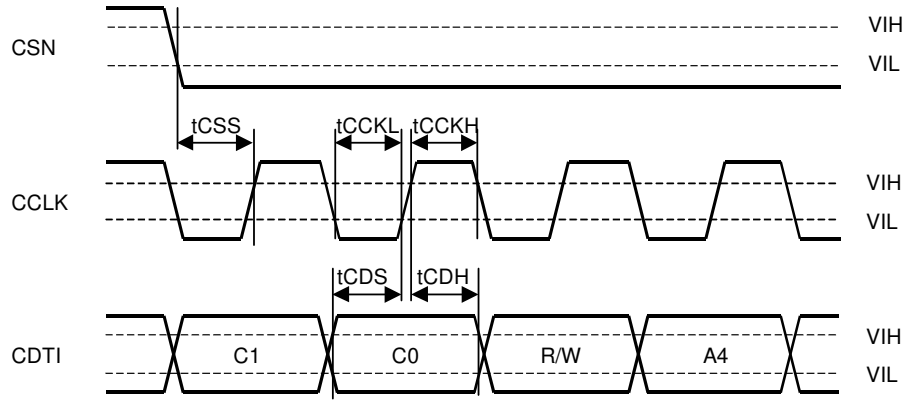 VIH
CSN
VIL
tCSS tCCKL tCCKH
VIH
CCLK
VIL
tCDS tCDH
VIH
CDTI C1 C0 R/W A4
VIL